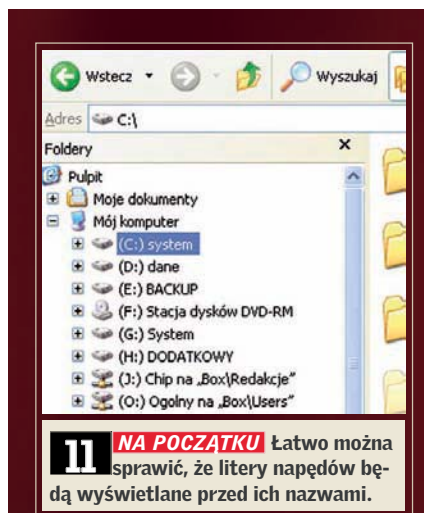 Wstecz Wyszukaj
Adres C:\
Foldery x
Pulpit
Moje dokumenty
Mój komputer
(C:) system
(D:) dane
(E:) BACKUP
(F:) Stacja dysków DVD-RM
(G:) System
(H:) DODATKOWY
(J:) Chip na „Box\Redakcje”
(O:) Ogolny na „Box\Users”
11 NA POCZĄTKU Łatwo można
sprawić, że litery napędów bę-
dą wyświetlane przed ich nazwami.